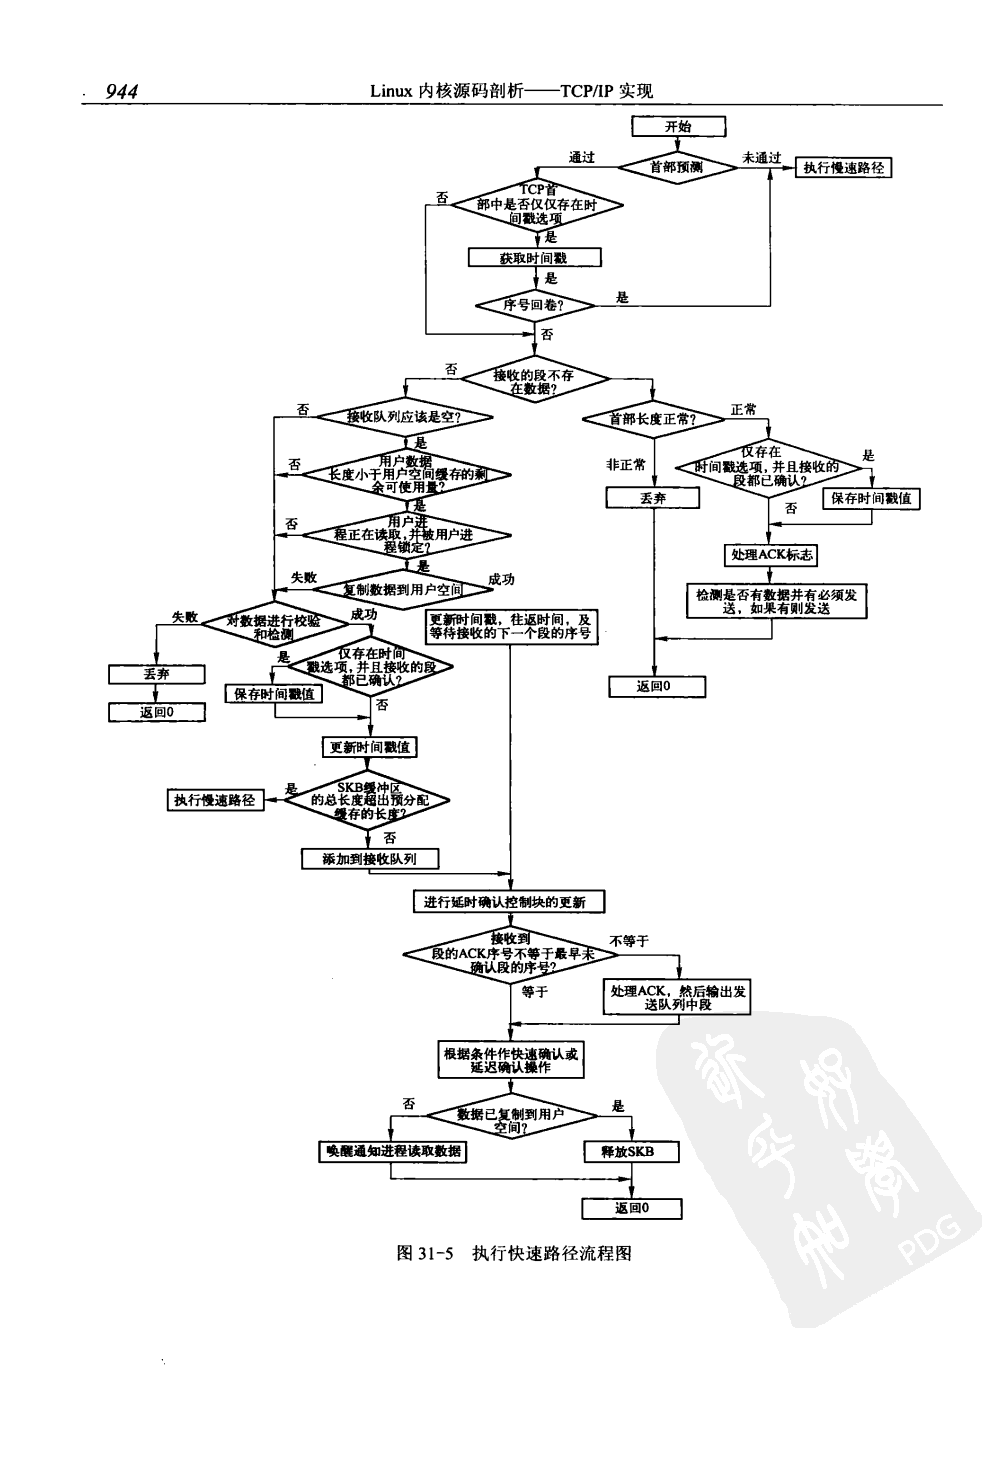 944
Linux 内核源码剖析——TCP/IP 实现
开始
通过
首部预测
未通过
执行慢速路径
否
TCP首
部中是否仅仅存在时
间戳选项
是
获取时间戳
是
序号回卷?
是
否
否
接收的段不存
在数据?
否
接收队列应该是空?
首部长度正常?
正常
是
否
用户数据
长度小于用户空间缓存的剩
余可使用量?
非正常
仅存在
时间戳选项,并且接收的
段都已确认?
是
丢弃
保存时间戳值
是
否
否
用户进
程正在读取,并被用户进
程锁定?
处理ACK标志
是
失败
复制数据到用户空间
成功
检测是否有数据并有必须发
送，如果有则发送
失败
对数据进行校验
和检测
成功
更新时间戳，往返时间，及
等待接收的下一个段的序号
是
仅存在时间
戳选项,并且接收的段
都已确认?
丢弃
保存时间戳值
否
返回0
返回0
更新时间戳值
执行慢速路径
是
SKB缓冲区
的总长度超出预分配
缓存的长度?
否
添加到接收队列
进行延时确认控制块的更新
接收到
段的ACK序号不等于最早未
确认段的序号?
不等于
等于
处理ACK，然后输出发
送队列中段
根据条件作快速确认或
延迟确认操作
否
数据已复制到用户
空间?
是
唤醒通知进程读取数据
释放SKB
返回0
图 31-5 执行快速路径流程图
PDG